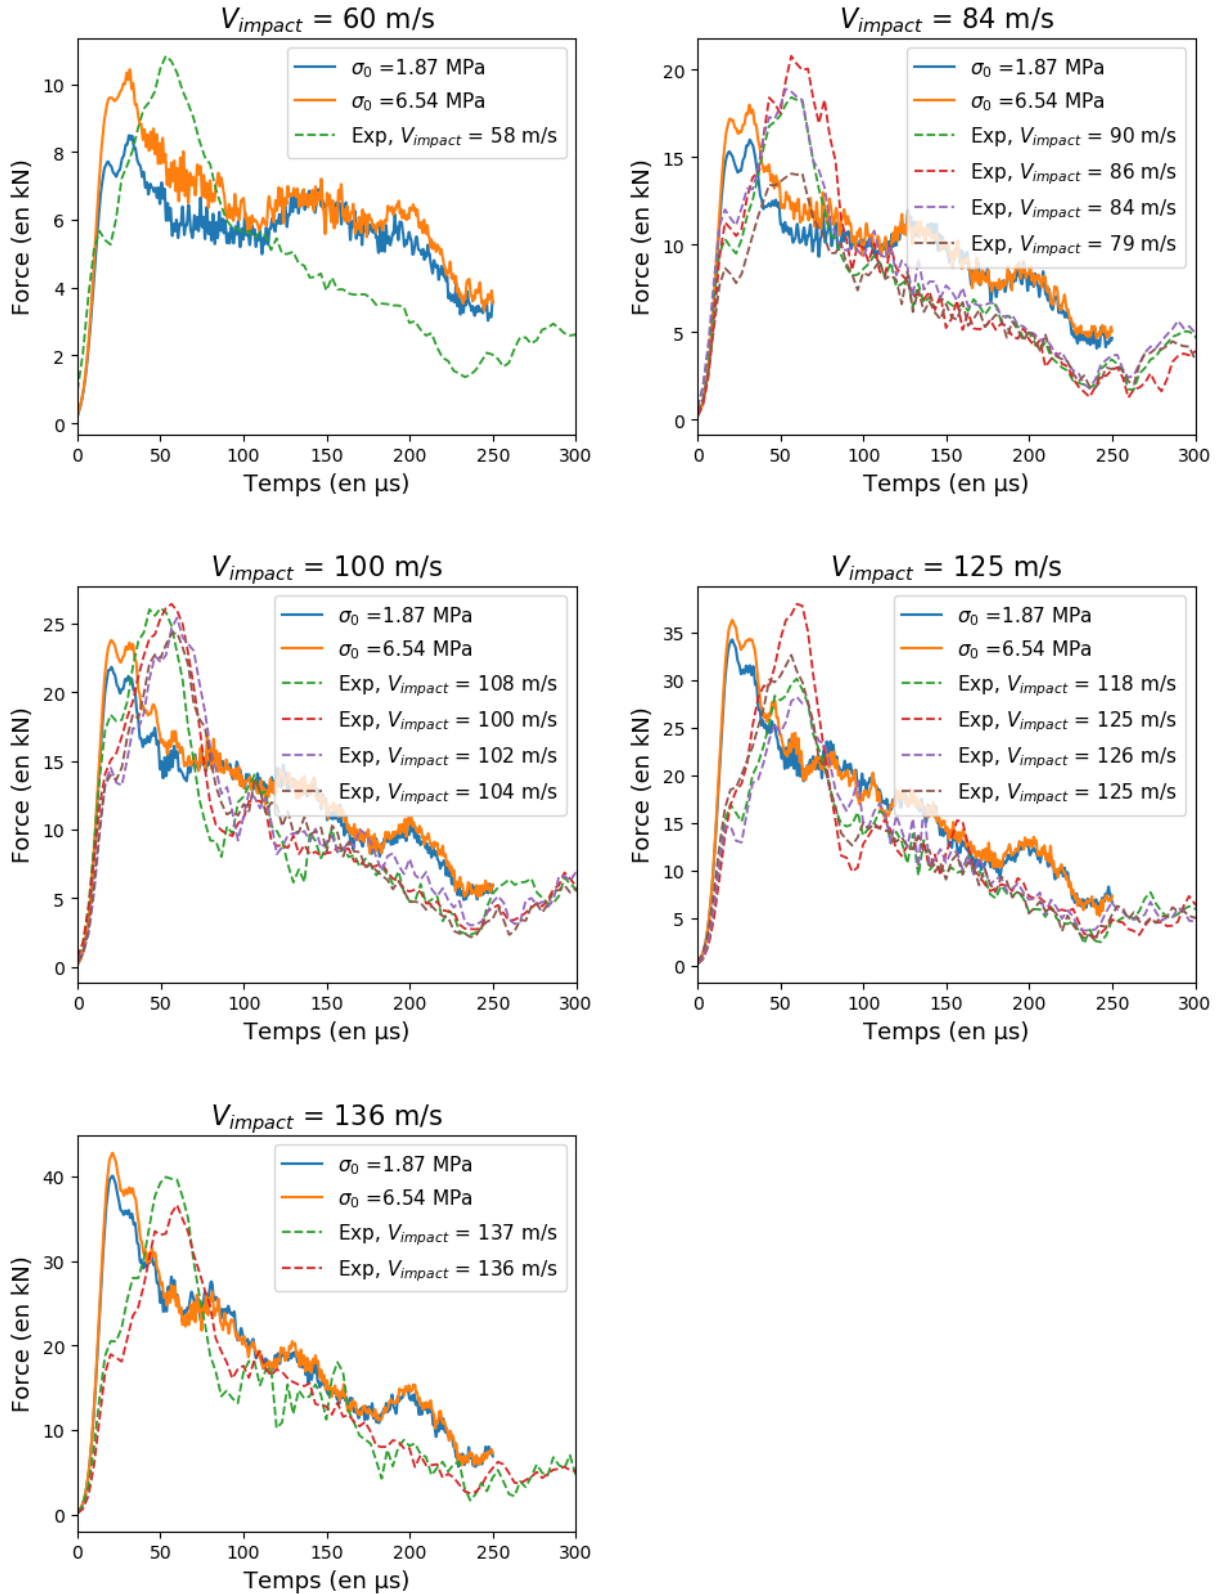 V_impact = 60 m/s
σ0 =1.87 MPa
σ0 =6.54 MPa
Exp, V_impact = 58 m/s
Force (en kN)
10
8
6
4
2
0
0 50 100 150 200 250 300
Temps (en µs)
V_impact = 84 m/s
σ0 =1.87 MPa
σ0 =6.54 MPa
Exp, V_impact = 90 m/s
Exp, V_impact = 86 m/s
Exp, V_impact = 84 m/s
Exp, V_impact = 79 m/s
Force (en kN)
20
15
10
5
0
0 50 100 150 200 250 300
Temps (en µs)
V_impact = 100 m/s
σ0 =1.87 MPa
σ0 =6.54 MPa
Exp, V_impact = 108 m/s
Exp, V_impact = 100 m/s
Exp, V_impact = 102 m/s
Exp, V_impact = 104 m/s
Force (en kN)
25
20
15
10
5
0
0 50 100 150 200 250 300
Temps (en µs)
V_impact = 125 m/s
σ0 =1.87 MPa
σ0 =6.54 MPa
Exp, V_impact = 118 m/s
Exp, V_impact = 125 m/s
Exp, V_impact = 126 m/s
Exp, V_impact = 125 m/s
Force (en kN)
35
30
25
20
15
10
5
0
0 50 100 150 200 250 300
Temps (en µs)
V_impact = 136 m/s
σ0 =1.87 MPa
σ0 =6.54 MPa
Exp, V_impact = 137 m/s
Exp, V_impact = 136 m/s
Force (en kN)
40
30
20
10
0
0 50 100 150 200 250 300
Temps (en µs)